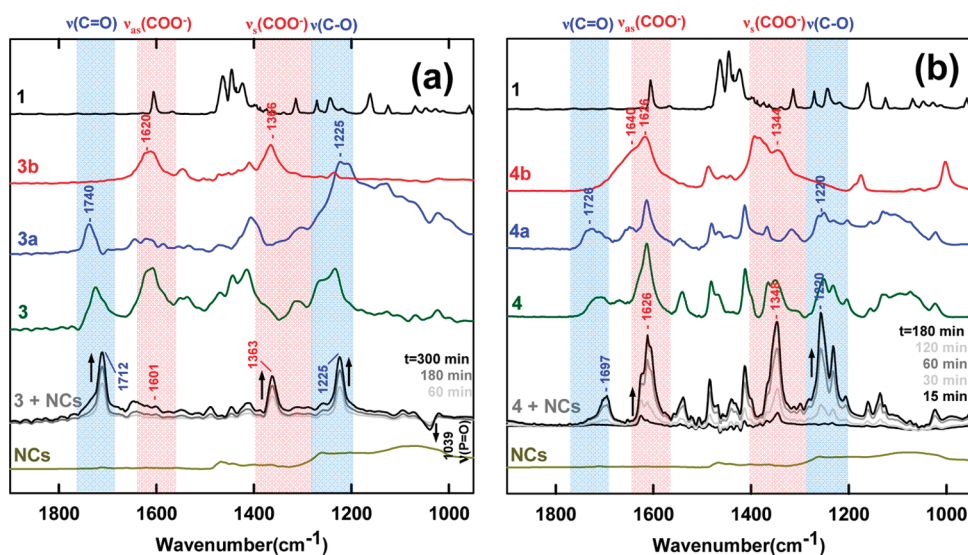 ν(C=O) νas(COO-) νs(COO-) ν(C-O)
(a)
1
3b
1620
1366
1225
3a
1740
3
t=300 min
180 min
60 min
3 + NCs
1712
1601
1363
1225
1039
ν(P=O)
NCs
1800 1600 1400 1200 1000
Wavenumber(cm-1)
ν(C=O) νas(COO-) νs(COO-) ν(C-O)
(b)
1
4b
1640
1626
1344
4a
1726
1220
4
t=180 min
120 min
60 min
30 min
15 min
4 + NCs
1697
1626
1348
1220
NCs
1800 1600 1400 1200 1000
Wavenumber(cm-1)